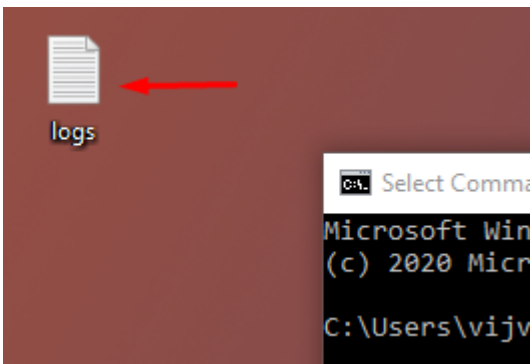 logs
Select Comma
Microsoft Win
(c) 2020 Micr
C:\Users\vijv